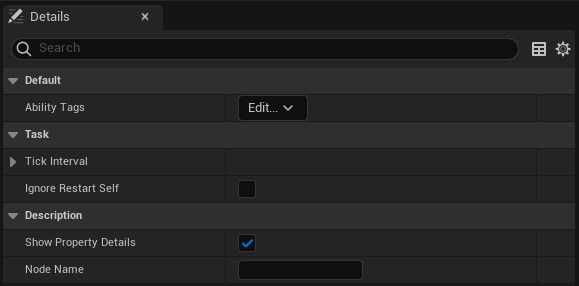 Details
Search
Default
Ability Tags Edit...
Task
Tick Interval
Ignore Restart Self
Description
Show Property Details
Node Name